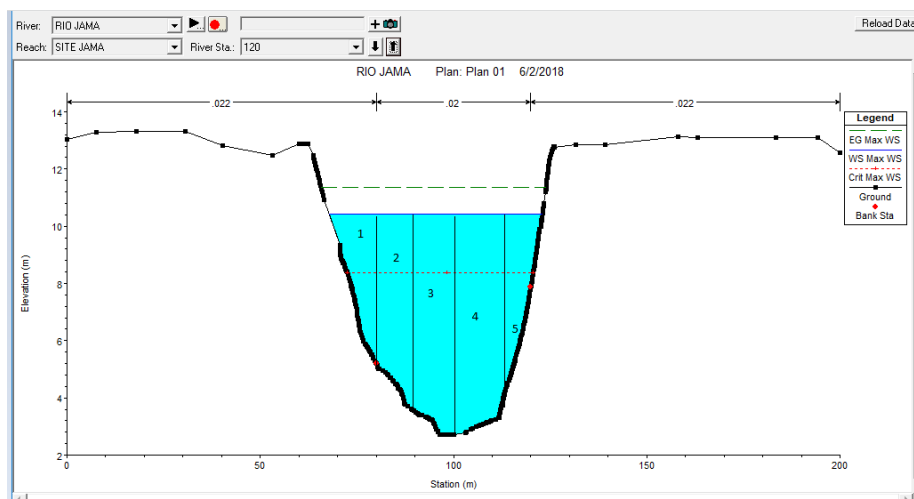 River: RIO JAMA
Reload Data
Reach: SITE JAMA River Sta.: 120
RIO JAMA Plan: Plan 01 6/2/2018
.022 .02 .022
Legend
EG Max WS
WS Max WS
Crit Max WS
Ground
Bank Sta
Elevation (m)
14
12
10
8
6
4
2
1
2
3
4
5
0 50 100 150 200
Station (m)